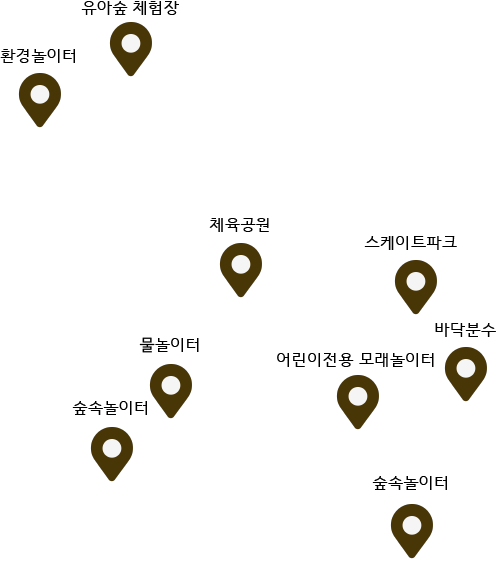 유아숲 체험장
환경놀이터
체육공원
스케이트파크
바닥분수
물놀이터
어린이전용 모래놀이터
숲속놀이터
숲속놀이터